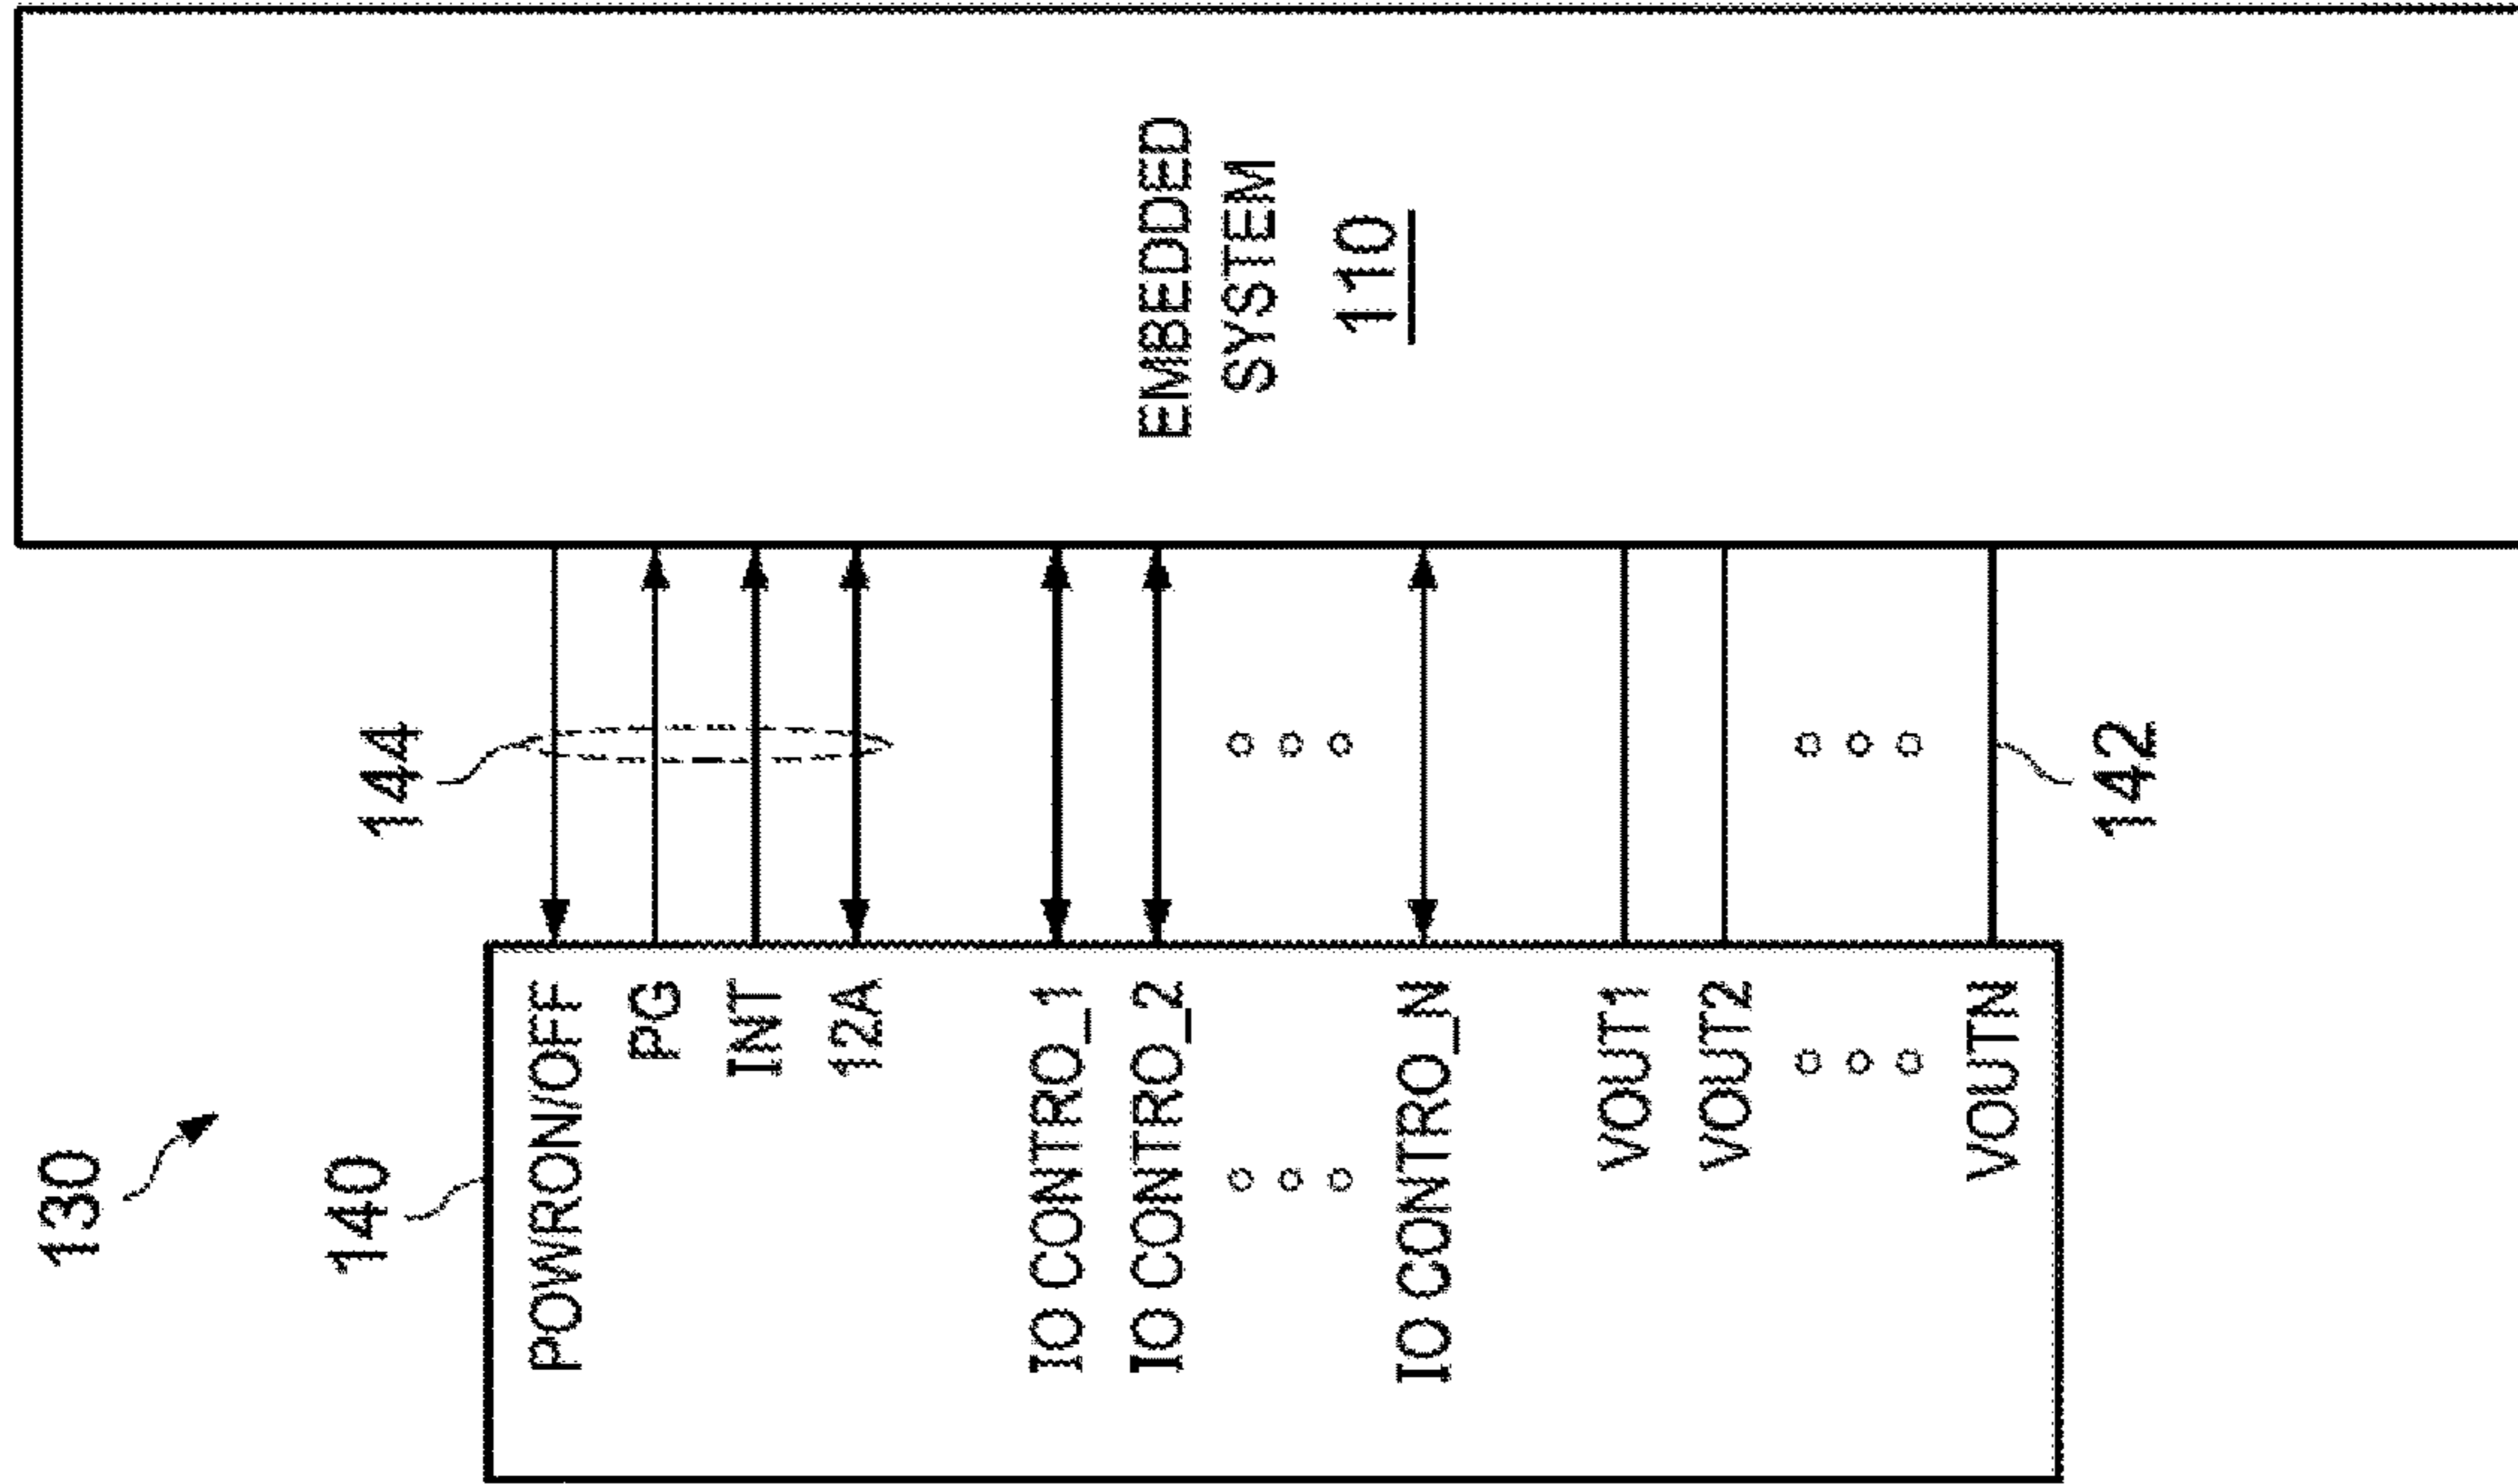 130
140
144
POWRON/OFF
PG
INT
12A
IO CONTRO_1
IO CONTRO_2
IO CONTRO_N
VOUT1
VOUT2
VOUTN
142
EMBEDDED
SYSTEM
110